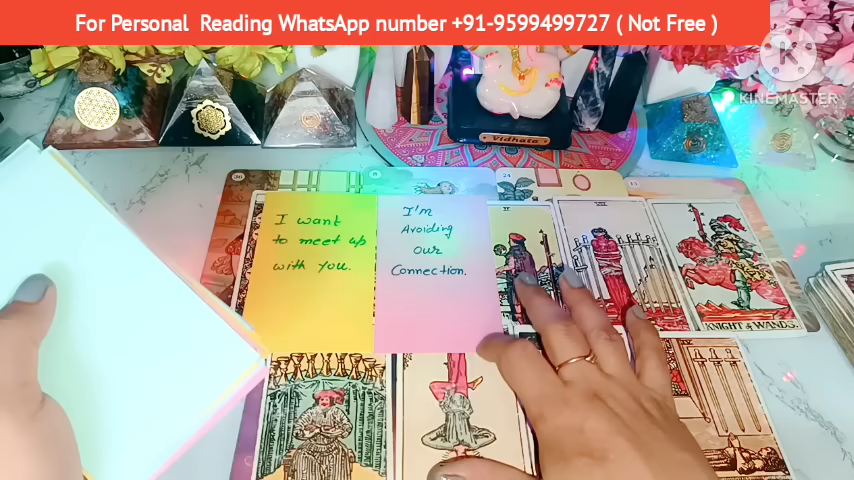 For Personal Reading WhatsApp number +91-9599499727 ( Not Free )
KINEMASTER
Vidhata
I want
to meet up
with you.
I'm
Avoiding
our
Connection.
24
KNIGHT of WANDS.